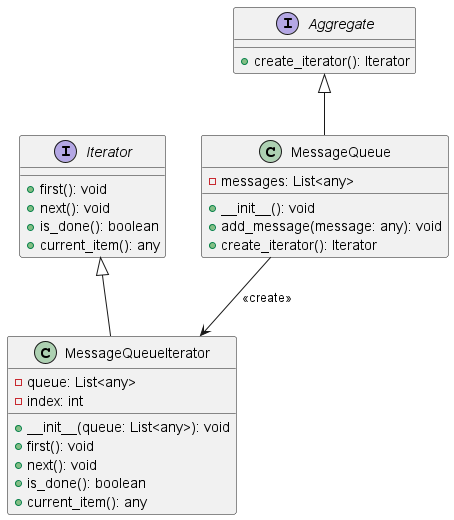 I Aggregate
create_iterator(): Iterator
I Iterator
first(): void
next(): void
is_done(): boolean
current_item(): any
C MessageQueue
messages: List<any>
__init__(): void
add_message(message: any): void
create_iterator(): Iterator
«create»
C MessageQueueIterator
queue: List<any>
index: int
__init__(queue: List<any>): void
first(): void
next(): void
is_done(): boolean
current_item(): any